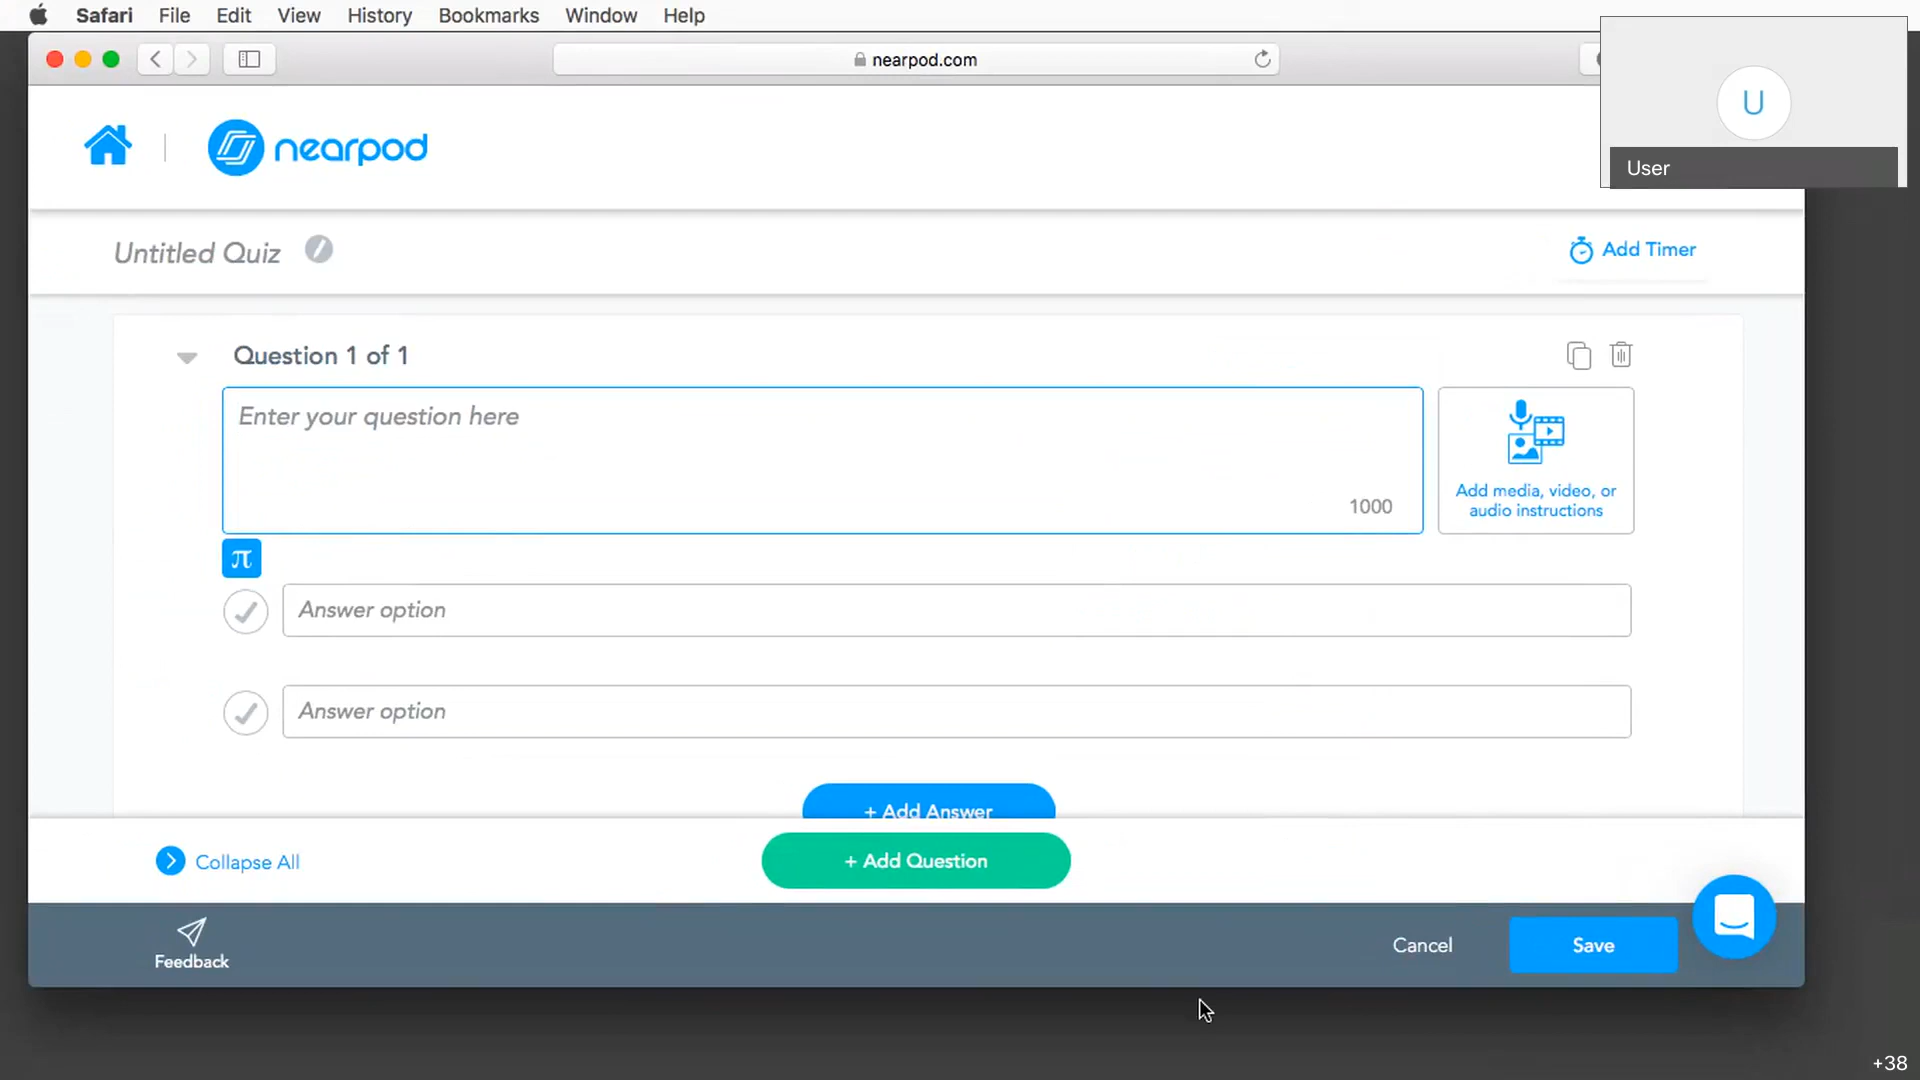 Safari File Edit View History Bookmarks Window Help
nearpod.com
U
User
nearpod
Untitled Quiz
Add Timer
Question 1 of 1
Enter your question here
1000
Add media, video, or
audio instructions
π
Answer option
Answer option
+ Add Answer
Collapse All
+ Add Question
Feedback
Cancel
Save
+38